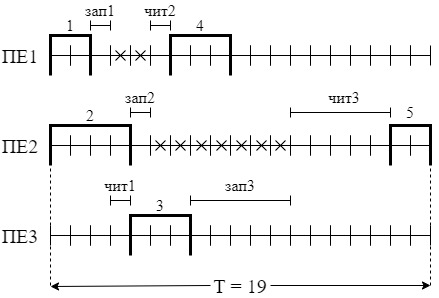 зап1 чит2
1 4
ПЕ1
зап2 чит3
2 5
ПЕ2
чит1 зап3
3
ПЕ3
T = 19